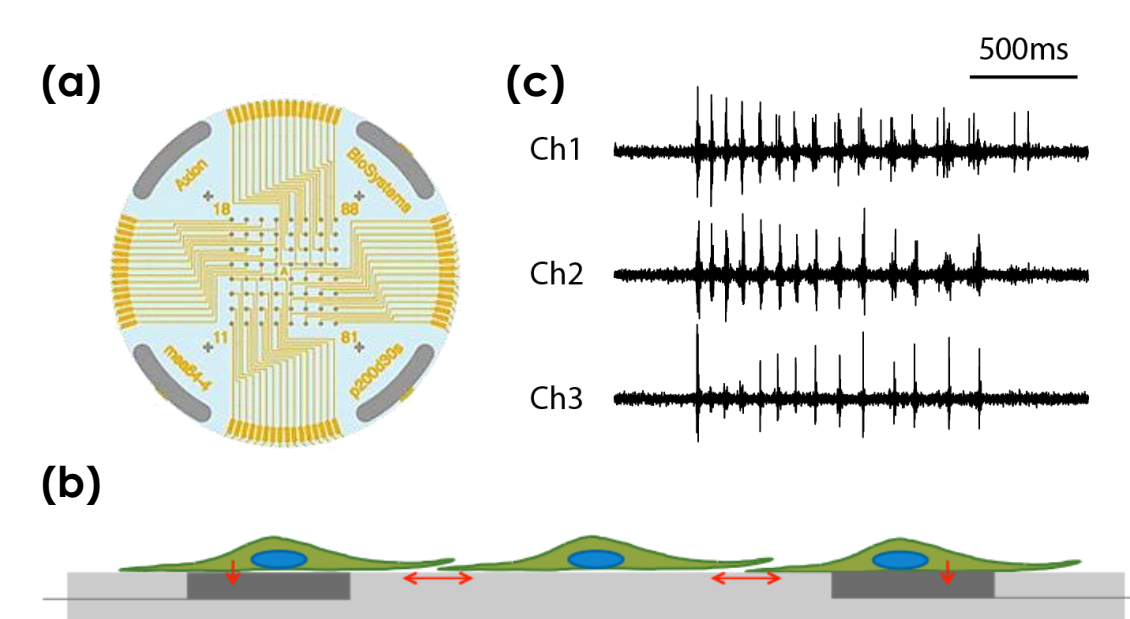 (a)
Axion
BioSystems
18
88
A
11
81
mea64-4
p200d30s
(c)
500ms
Ch1
Ch2
Ch3
(b)